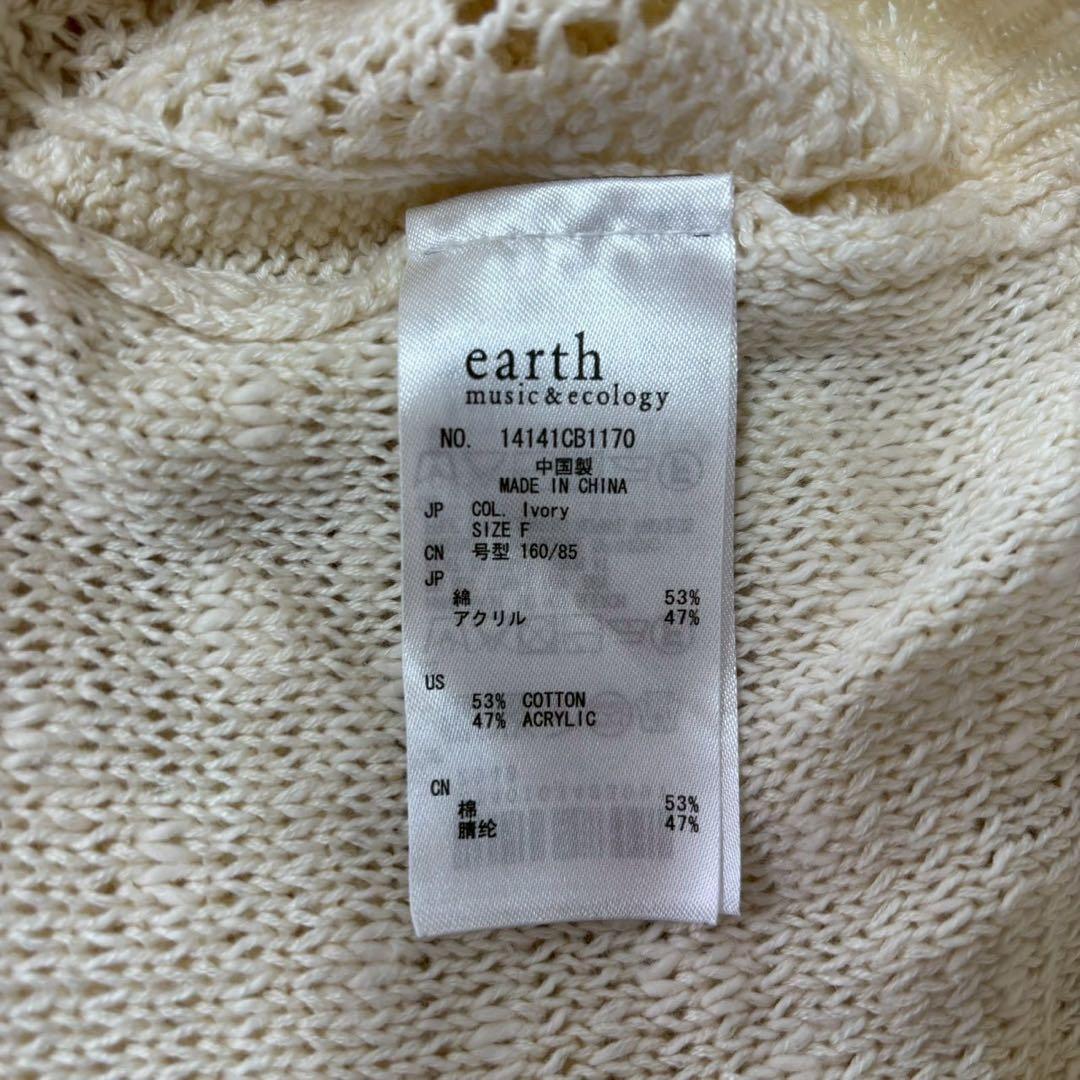 earth
music&ecology
NO. 14141CB1170
中国製
MADE IN CHINA
JP COL. Ivory
SIZE F
CN 号型 160/85
JP
綿 53%
アクリル 47%
US
53% COTTON
47% ACRYLIC
CN
棉 53%
腈纶 47%